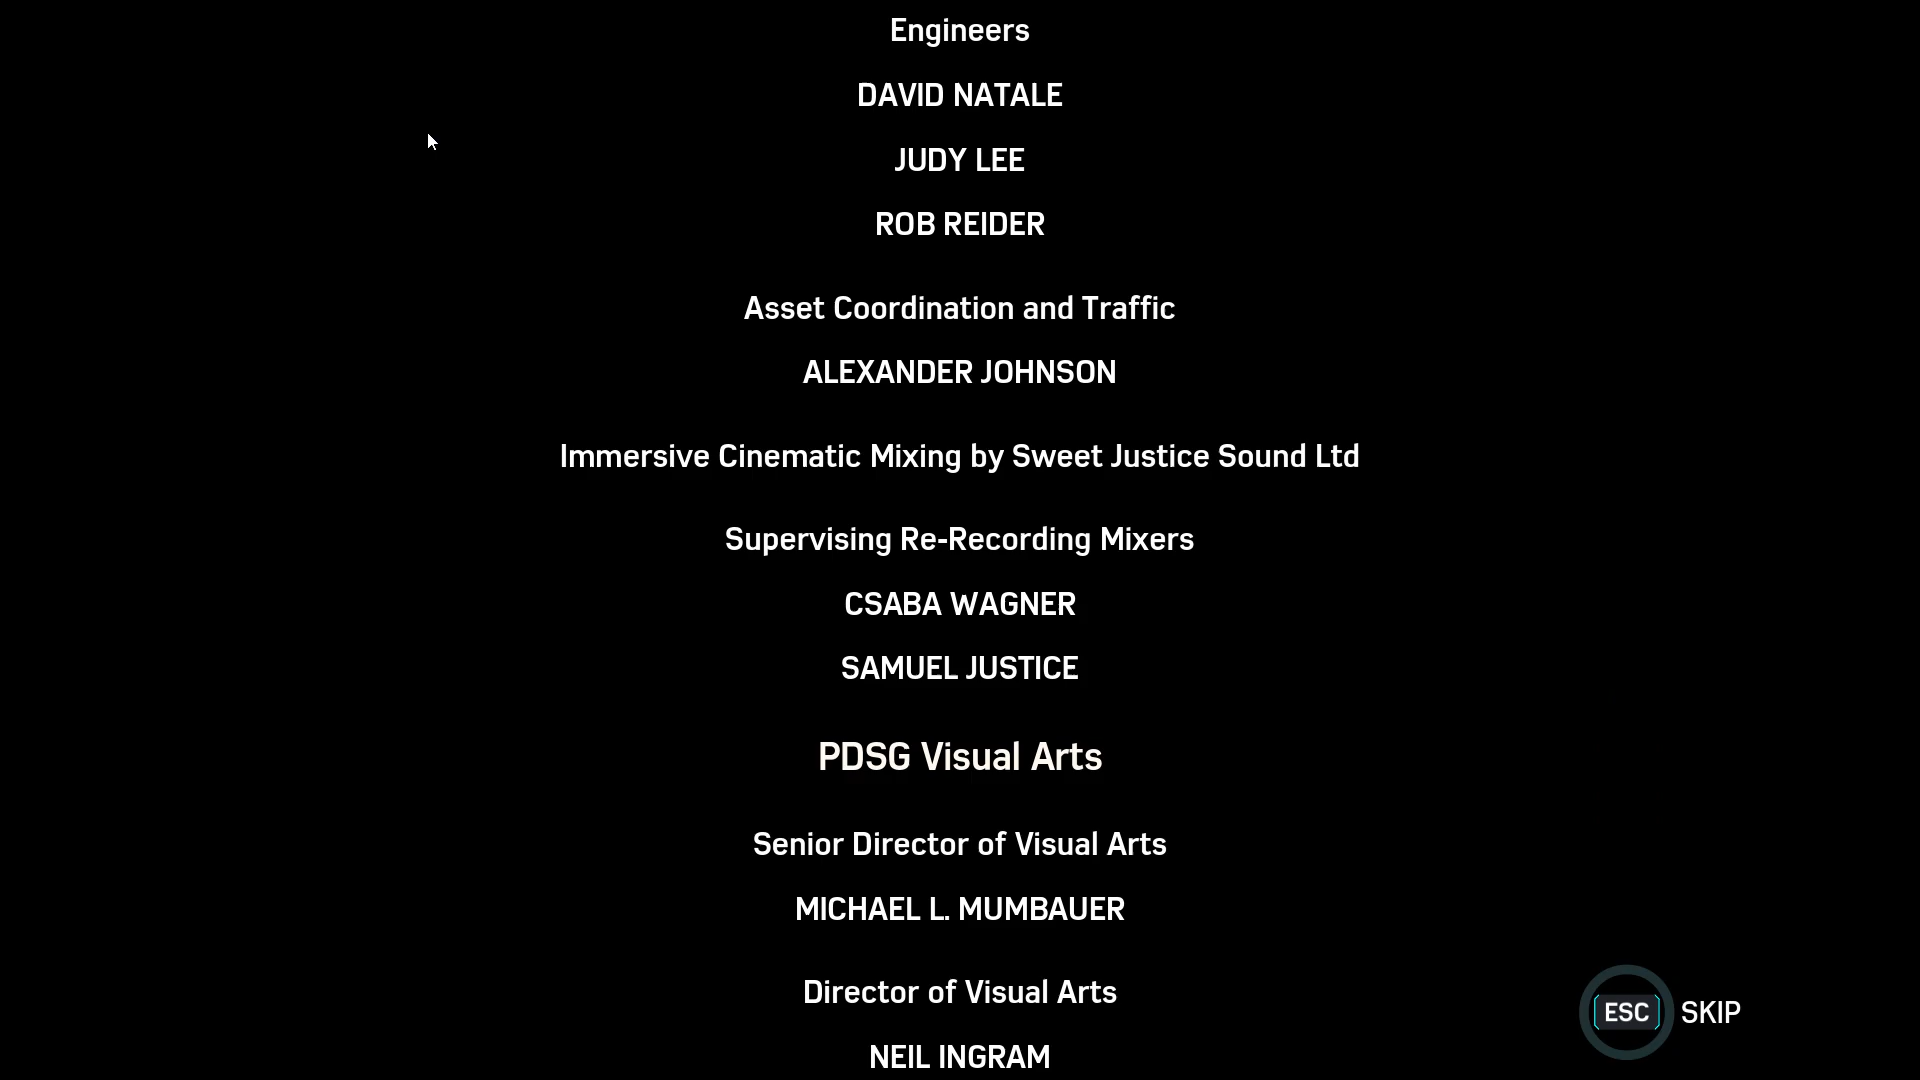 Engineers
DAVID NATALE
JUDY LEE
ROB REIDER
Asset Coordination and Traffic
ALEXANDER JOHNSON
Immersive Cinematic Mixing by Sweet Justice Sound Ltd
Supervising Re-Recording Mixers
CSABA WAGNER
SAMUEL JUSTICE
PDSG Visual Arts
Senior Director of Visual Arts
MICHAEL L. MUMBAUER
Director of Visual Arts
NEIL INGRAM
ESC SKIP